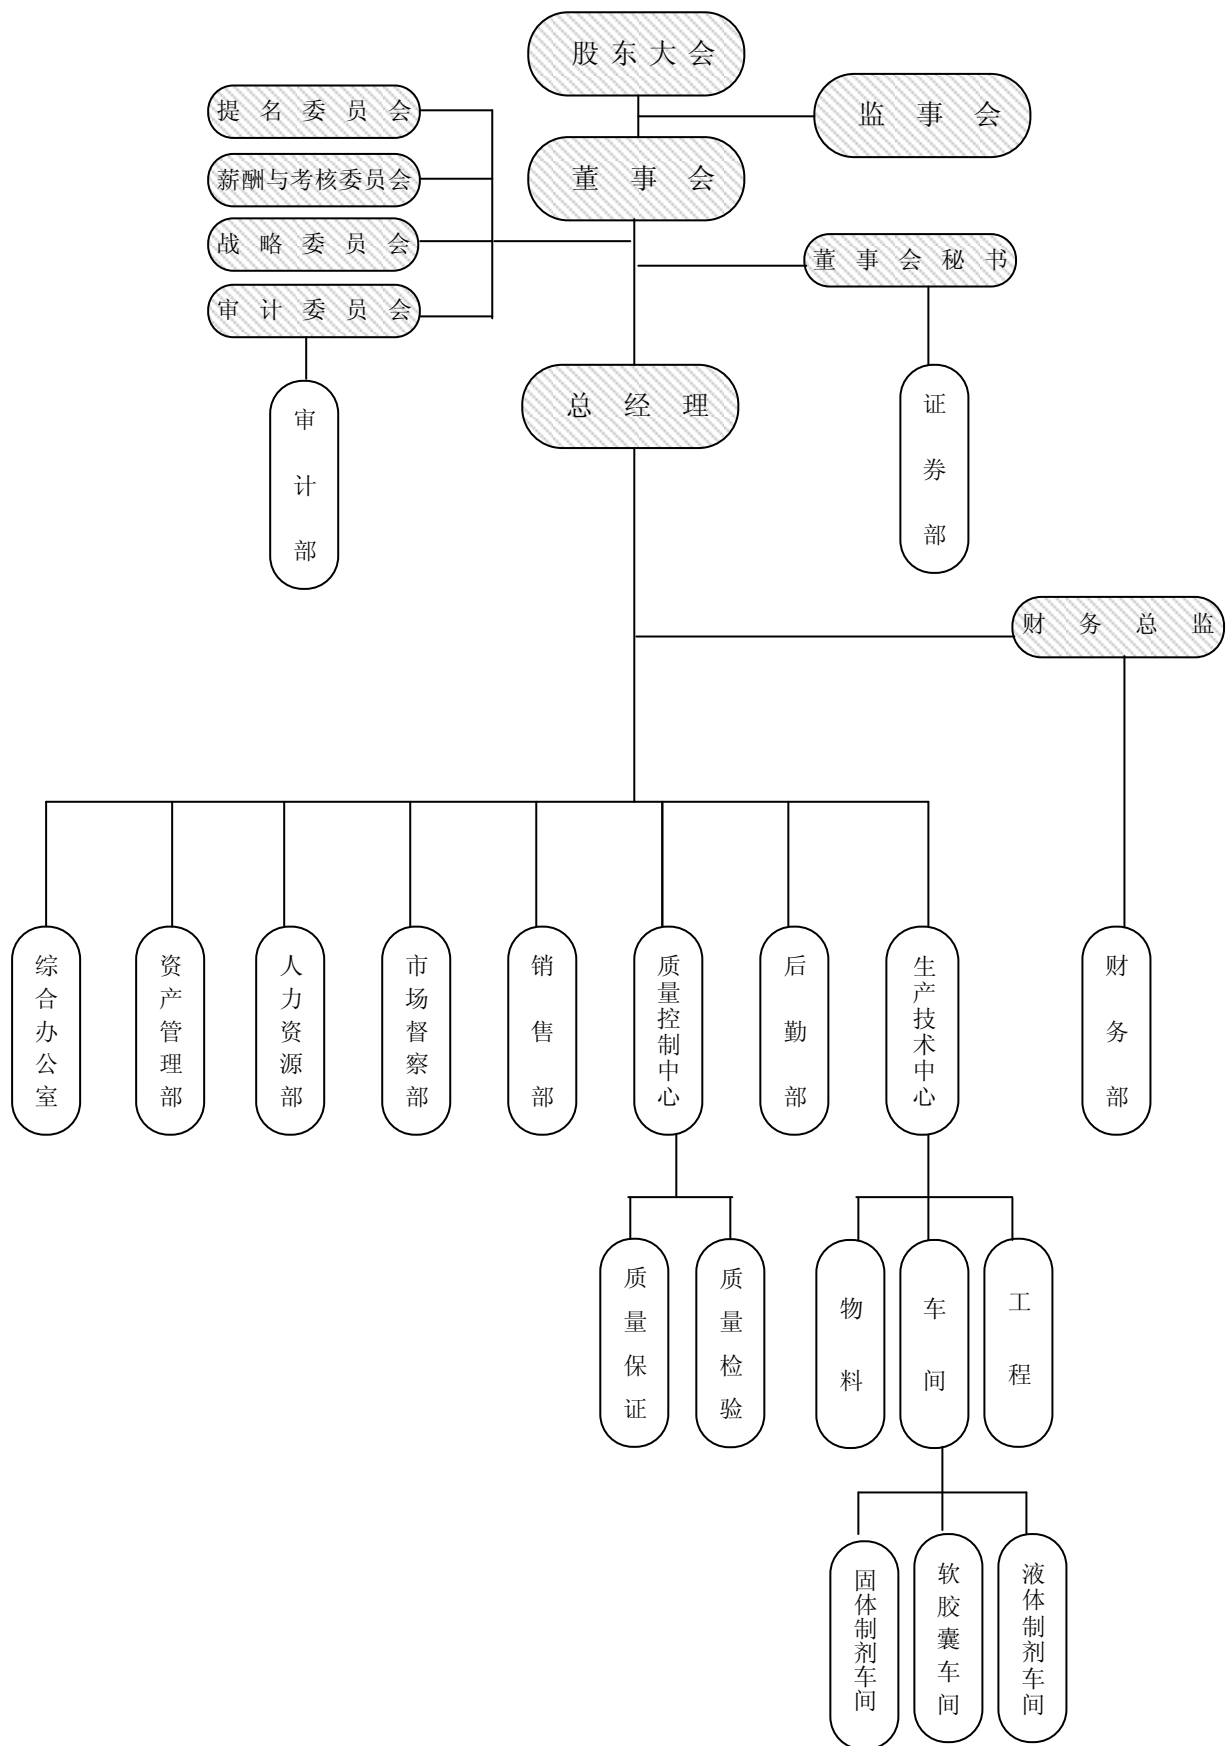 股东大会
监事会
提名委员会
董事会
薪酬与考核委员会
战略委员会
董事会秘书
审计委员会
总经理
审计部
证券部
财务总监
综合办公室
资产管理部
人力资源部
市场督察部
销售部
质量控制中心
后勤部
生产技术中心
财务部
质量保证
质量检验
物料
车间
工程
固体制剂车间
软胶囊车间
液体制剂车间